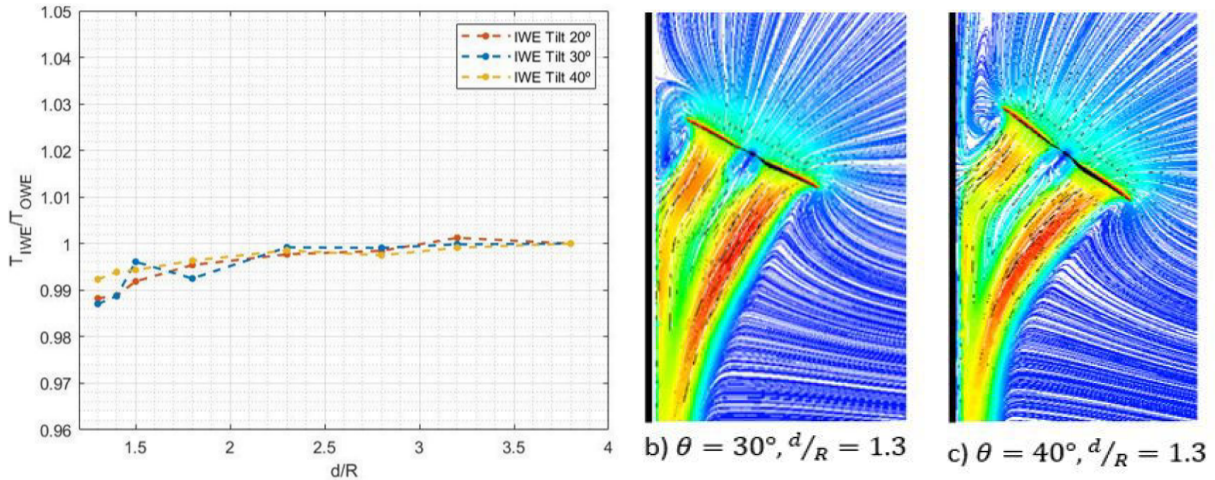 1.05
1.04
1.03
1.02
1.01
1
0.99
0.98
0.97
0.96
T_IWE/T_OWE
IWE Tilt 20º
IWE Tilt 30º
IWE Tilt 40º
1.5 2 2.5 3 3.5 4
d/R
b) θ = 30°, d/R = 1.3
c) θ = 40°, d/R = 1.3